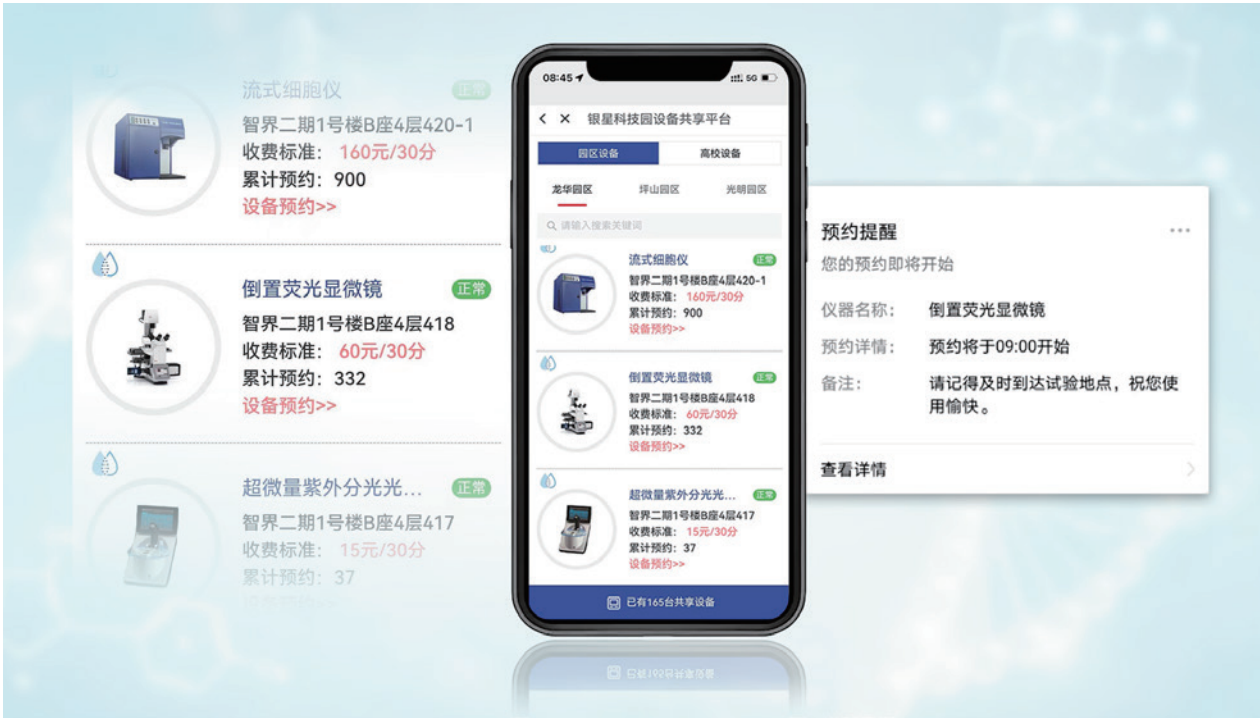 流式细胞仪
正常
智界二期1号楼B座4层420-1
收费标准： 160元/30分
累计预约：900
设备预约>>
倒置荧光显微镜
正常
智界二期1号楼B座4层418
收费标准： 60元/30分
累计预约：332
设备预约>>
超微量紫外分光光...
正常
智界二期1号楼B座4层417
收费标准： 15元/30分
累计预约：37
08:45
5G
银星科技园设备共享平台
园区设备
高校设备
龙华园区
坪山园区
光明园区
请输入搜索关键词
流式细胞仪
正常
智界二期1号楼B座4层420-1
收费标准： 160元/30分
累计预约：900
设备预约>>
倒置荧光显微镜
正常
智界二期1号楼B座4层418
收费标准： 60元/30分
累计预约：332
设备预约>>
超微量紫外分光光...
正常
智界二期1号楼B座4层417
收费标准： 15元/30分
累计预约：37
设备预约>>
已有165台共享设备
预约提醒
您的预约即将开始
仪器名称： 倒置荧光显微镜
预约详情： 预约将于09:00开始
备注： 请记得及时到达试验地点，祝您使
用愉快。
查看详情